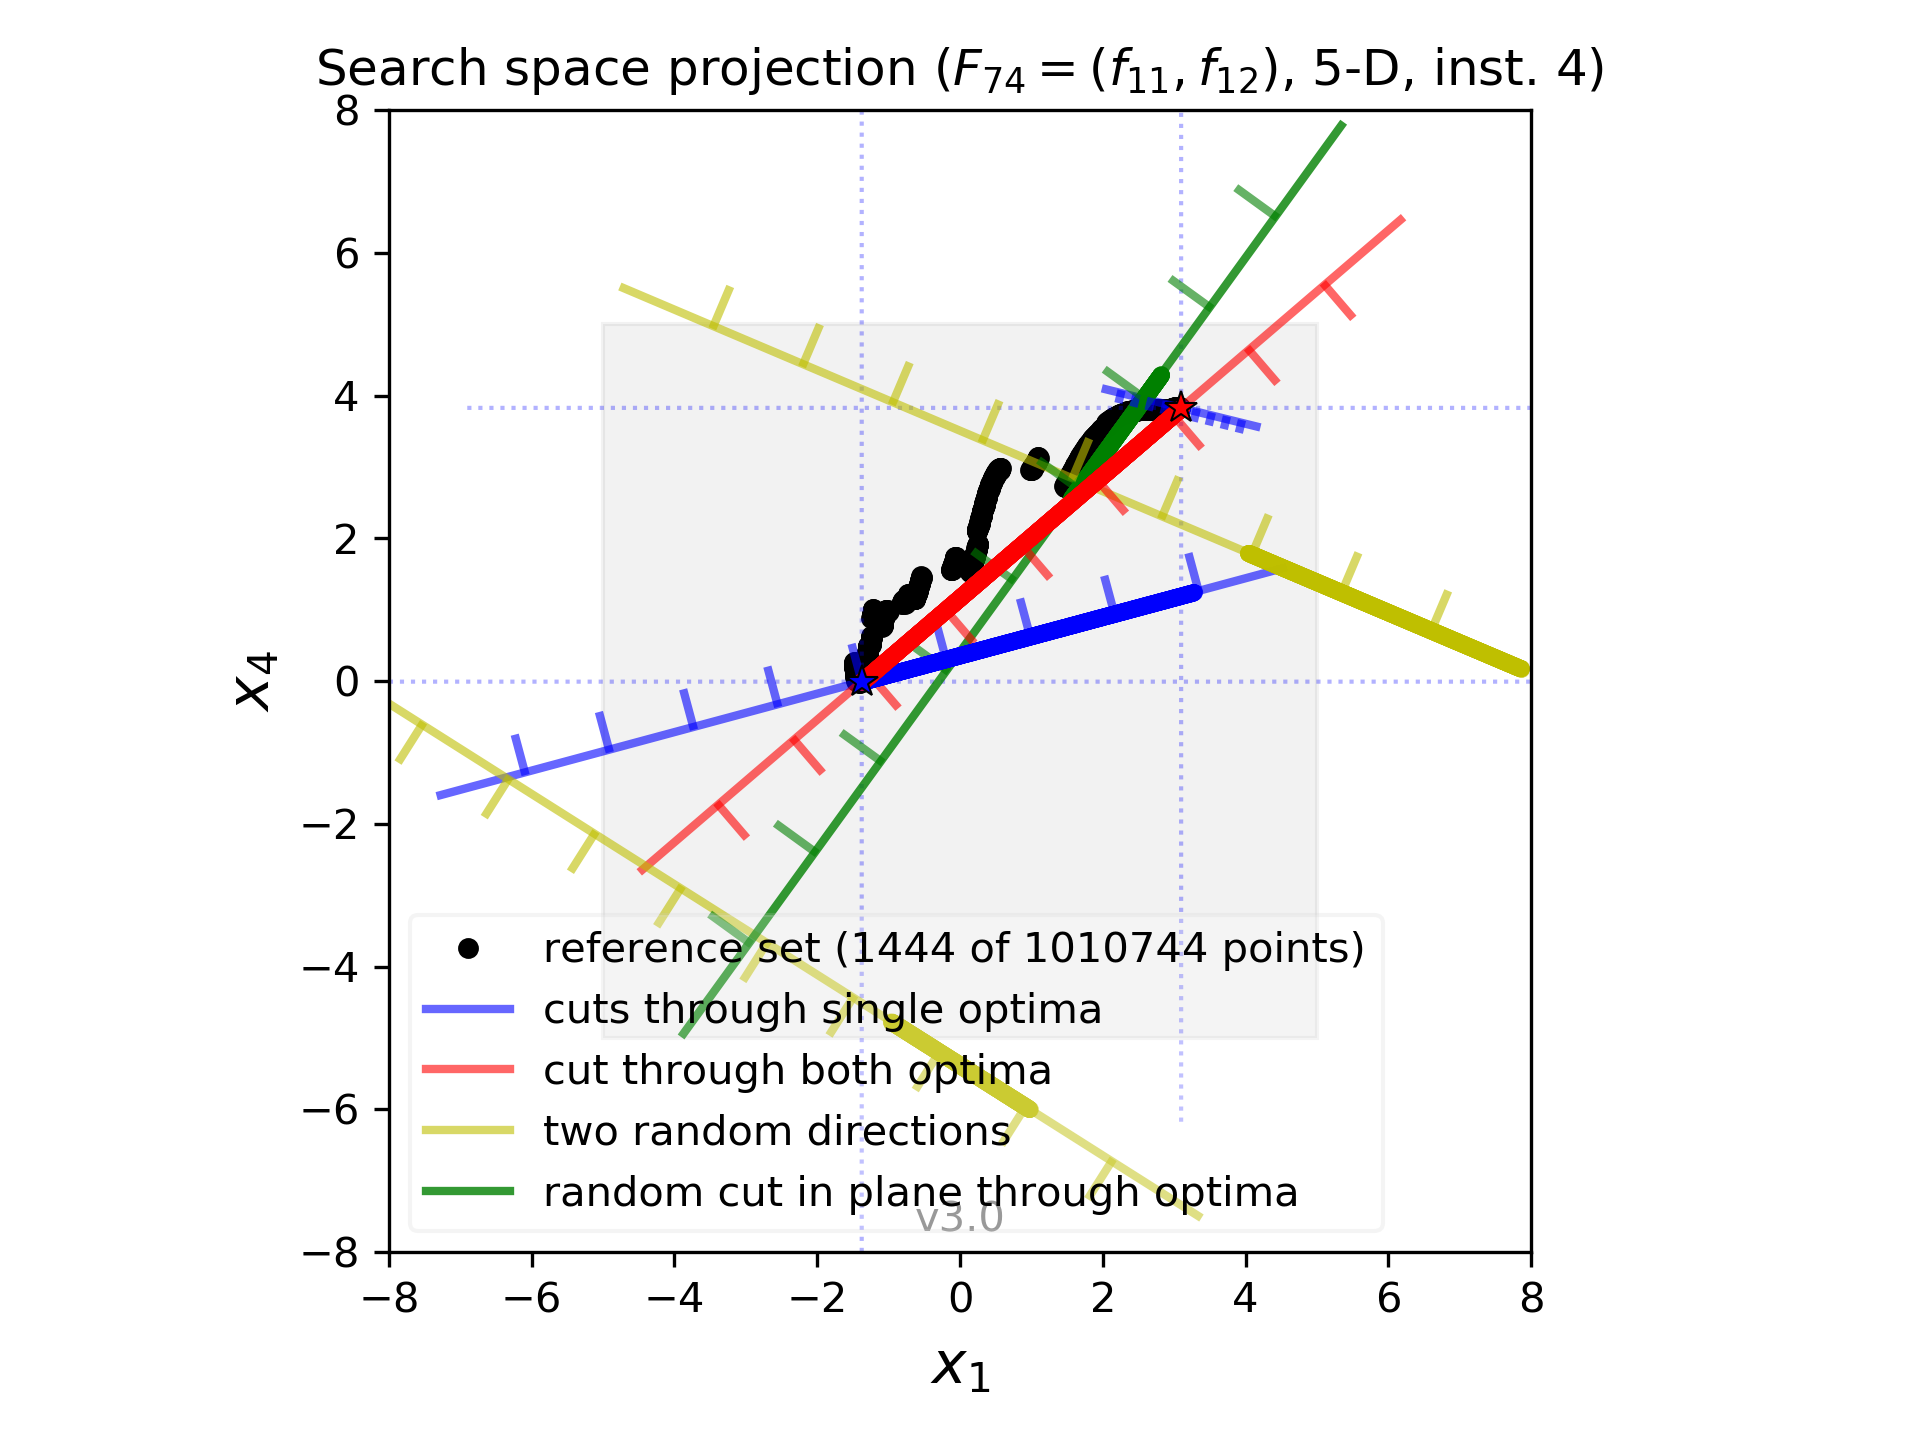 Search space projection (F₇₄ = (f₁₁, f₁₂), 5-D, inst. 4)
8
6
4
2
0
−2
−4
−6
−8
x₄
reference set (1444 of 1010744 points)
cuts through single optima
cut through both optima
two random directions
random cut in plane through optima
v3.0
−8 −6 −4 −2 0 2 4 6 8
x₁